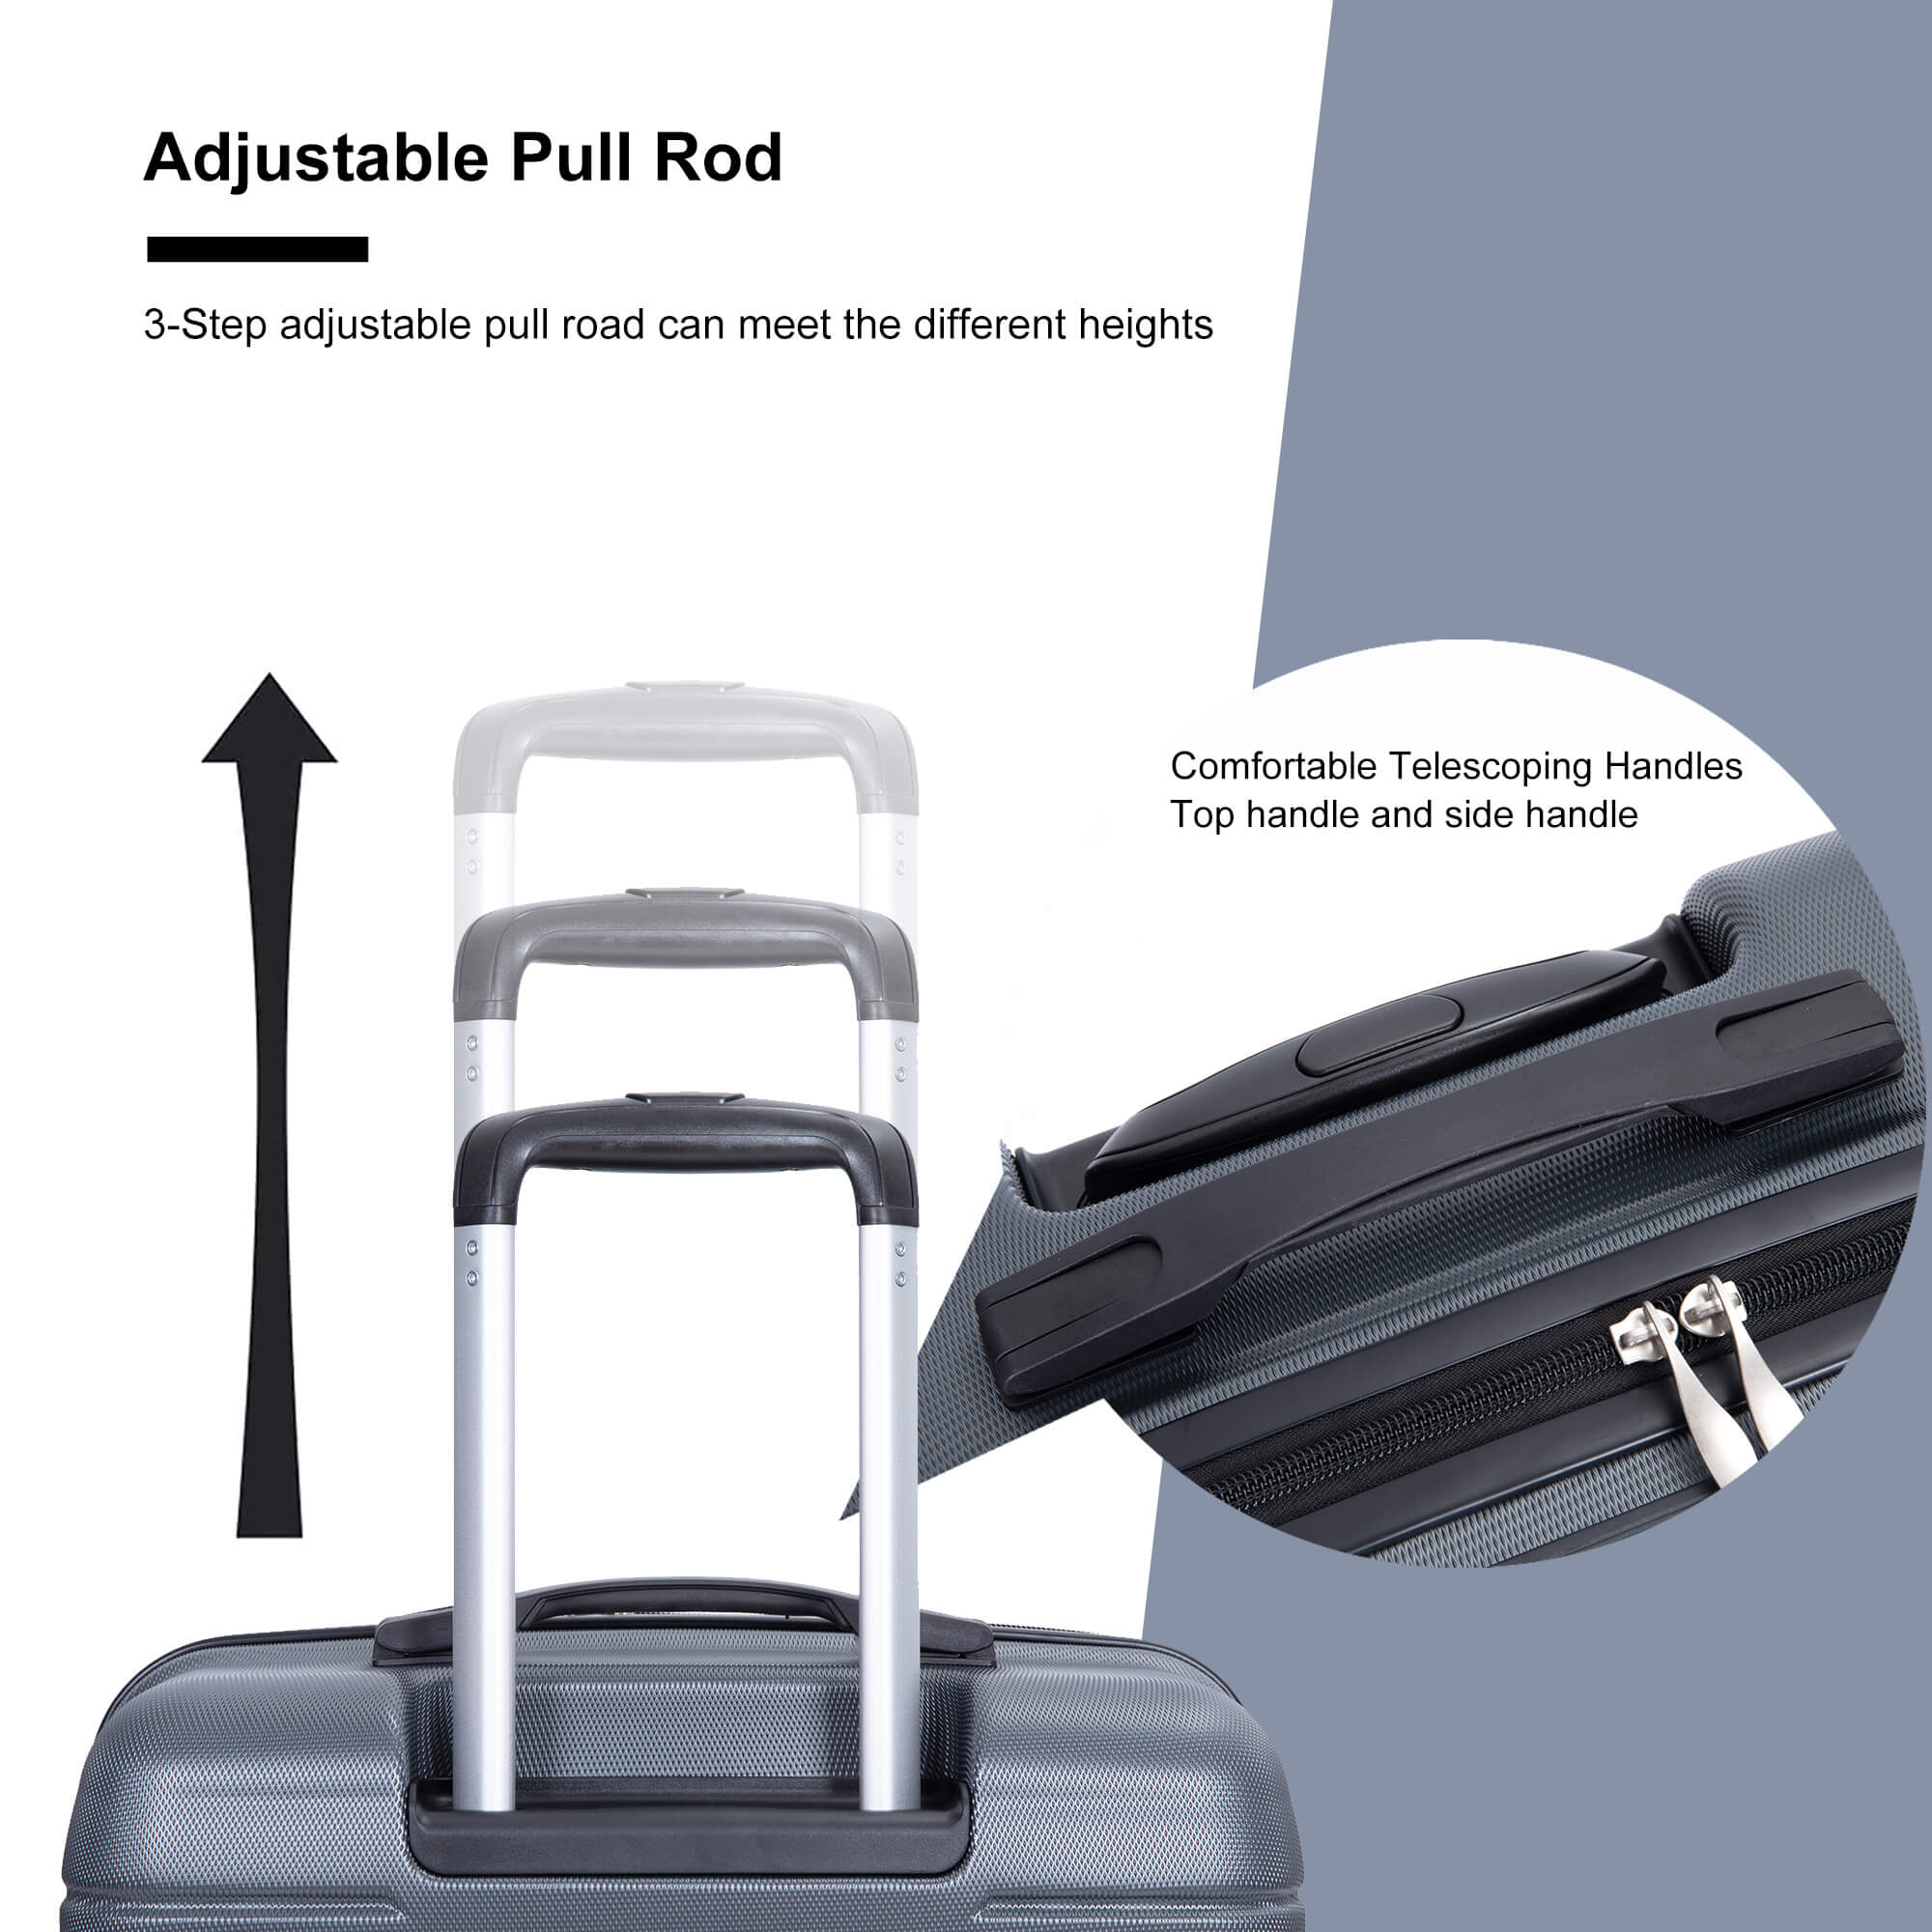 Adjustable Pull Rod
3-Step adjustable pull road can meet the different heights
Comfortable Telescoping Handles
Top handle and side handle